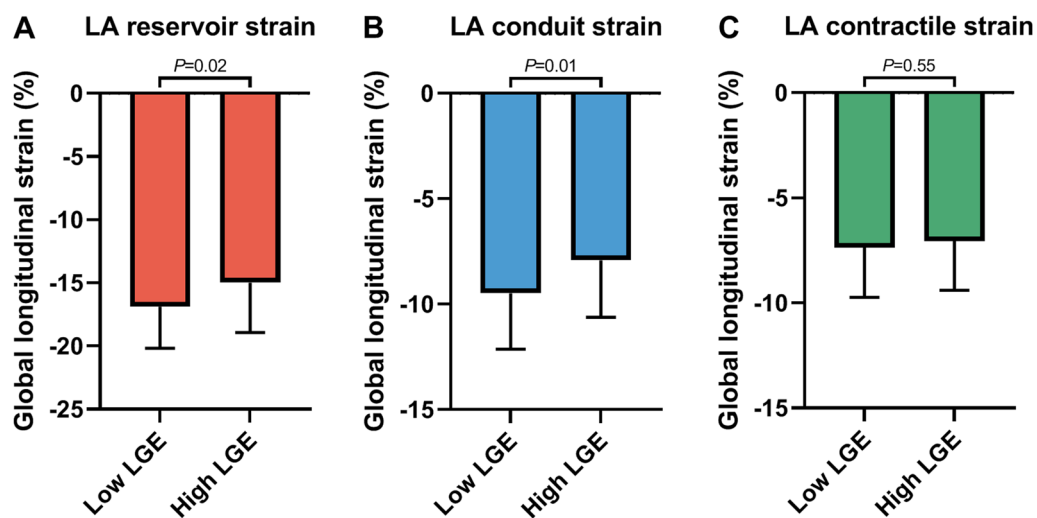 A LA reservoir strain
P=0.02
Global longitudinal strain (%)
0
-5
-10
-15
-20
-25
Low LGE
High LGE
B LA conduit strain
P=0.01
Global longitudinal strain (%)
0
-5
-10
-15
Low LGE
High LGE
C LA contractile strain
P=0.55
Global longitudinal strain (%)
0
-5
-10
-15
Low LGE
High LGE